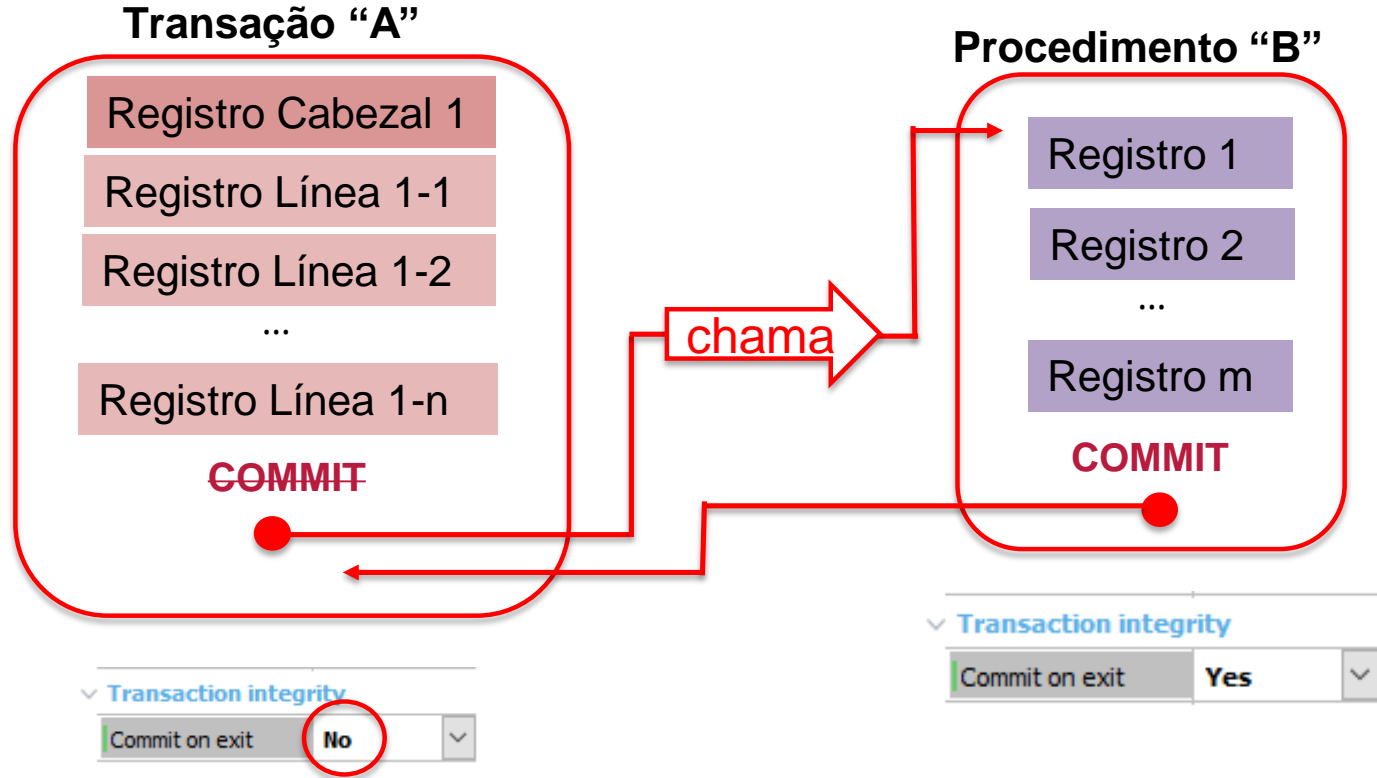 Transação “A”
Registro Cabezal 1
Registro Línea 1-1
Registro Línea 1-2
...
Registro Línea 1-n
COMMIT
Transaction integrity
Commit on exit No
chama
Procedimento “B”
Registro 1
Registro 2
...
Registro m
COMMIT
Transaction integrity
Commit on exit Yes